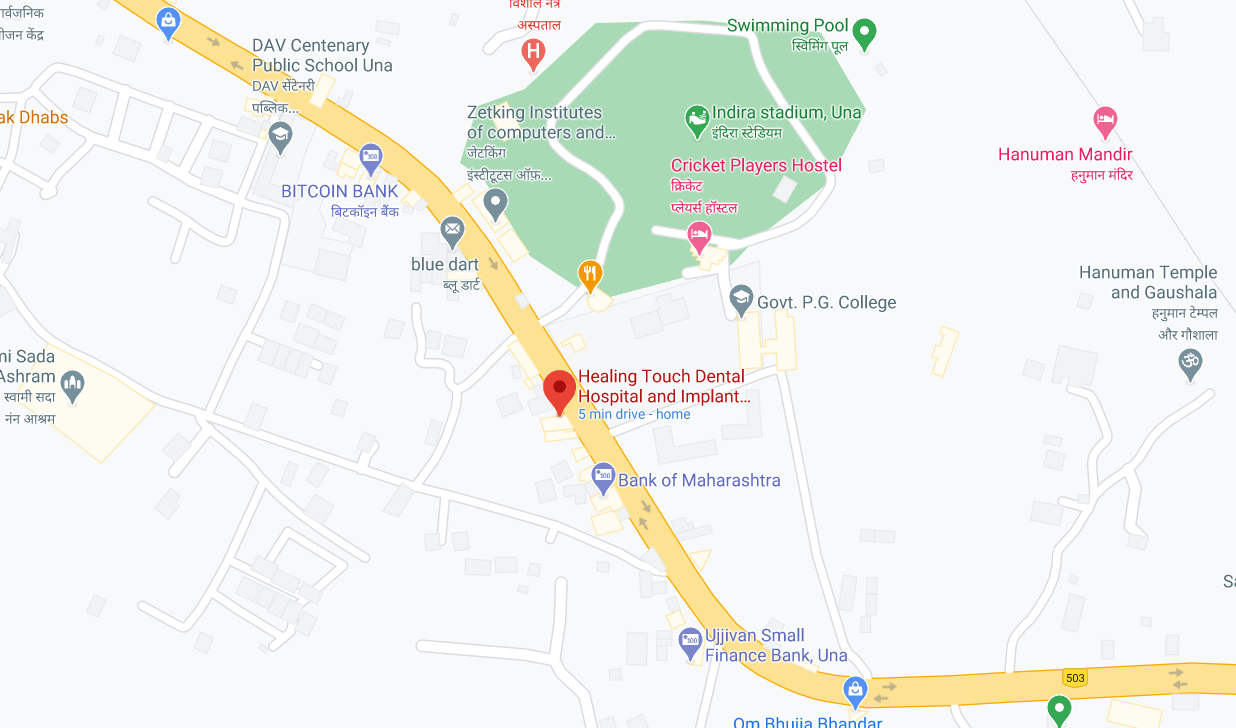 विशाल नेत्र
अस्पताल
र्वजनिक
ोजन केंद्र
Swimming Pool
स्विमिंग पूल
DAV Centenary
Public School Una
DAV सेंटेनरी
पब्लिक...
ak Dhabs
Zetking Institutes
of computers and...
जेटकिंग
इंस्टीटूटस ऑफ़...
Indira stadium, Una
इंदिरा स्टेडियम
Cricket Players Hostel
क्रिकेट
प्लेयर्स हॉस्टल
Hanuman Mandir
हनुमान मंदिर
BITCOIN BANK
बिटकॉइन बैंक
blue dart
ब्लू डार्ट
Govt. P.G. College
Hanuman Temple
and Gaushala
हनुमान टेम्पल
और गौशाला
mi Sada
Ashram
स्वामी सदा
नंन आश्रम
Healing Touch Dental
Hospital and Implant...
5 min drive - home
Bank of Maharashtra
Ujjivan Small
Finance Bank, Una
503
Om Bhujia Bhandar